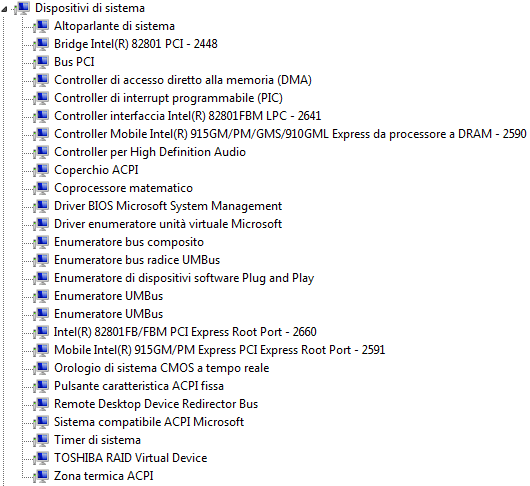 Dispositivi di sistema
Altoparlante di sistema
Bridge Intel(R) 82801 PCI - 2448
Bus PCI
Controller di accesso diretto alla memoria (DMA)
Controller di interrupt programmabile (PIC)
Controller interfaccia Intel(R) 82801FBM LPC - 2641
Controller Mobile Intel(R) 915GM/PM/GMS/910GML Express da processore a DRAM - 2590
Controller per High Definition Audio
Coperchio ACPI
Coprocessore matematico
Driver BIOS Microsoft System Management
Driver enumeratore unità virtuale Microsoft
Enumeratore bus composito
Enumeratore bus radice UMBus
Enumeratore di dispositivi software Plug and Play
Enumeratore UMBus
Enumeratore UMBus
Intel(R) 82801FB/FBM PCI Express Root Port - 2660
Mobile Intel(R) 915GM/PM Express PCI Express Root Port - 2591
Orologio di sistema CMOS a tempo reale
Pulsante caratteristica ACPI fissa
Remote Desktop Device Redirector Bus
Sistema compatibile ACPI Microsoft
Timer di sistema
TOSHIBA RAID Virtual Device
Zona termica ACPI